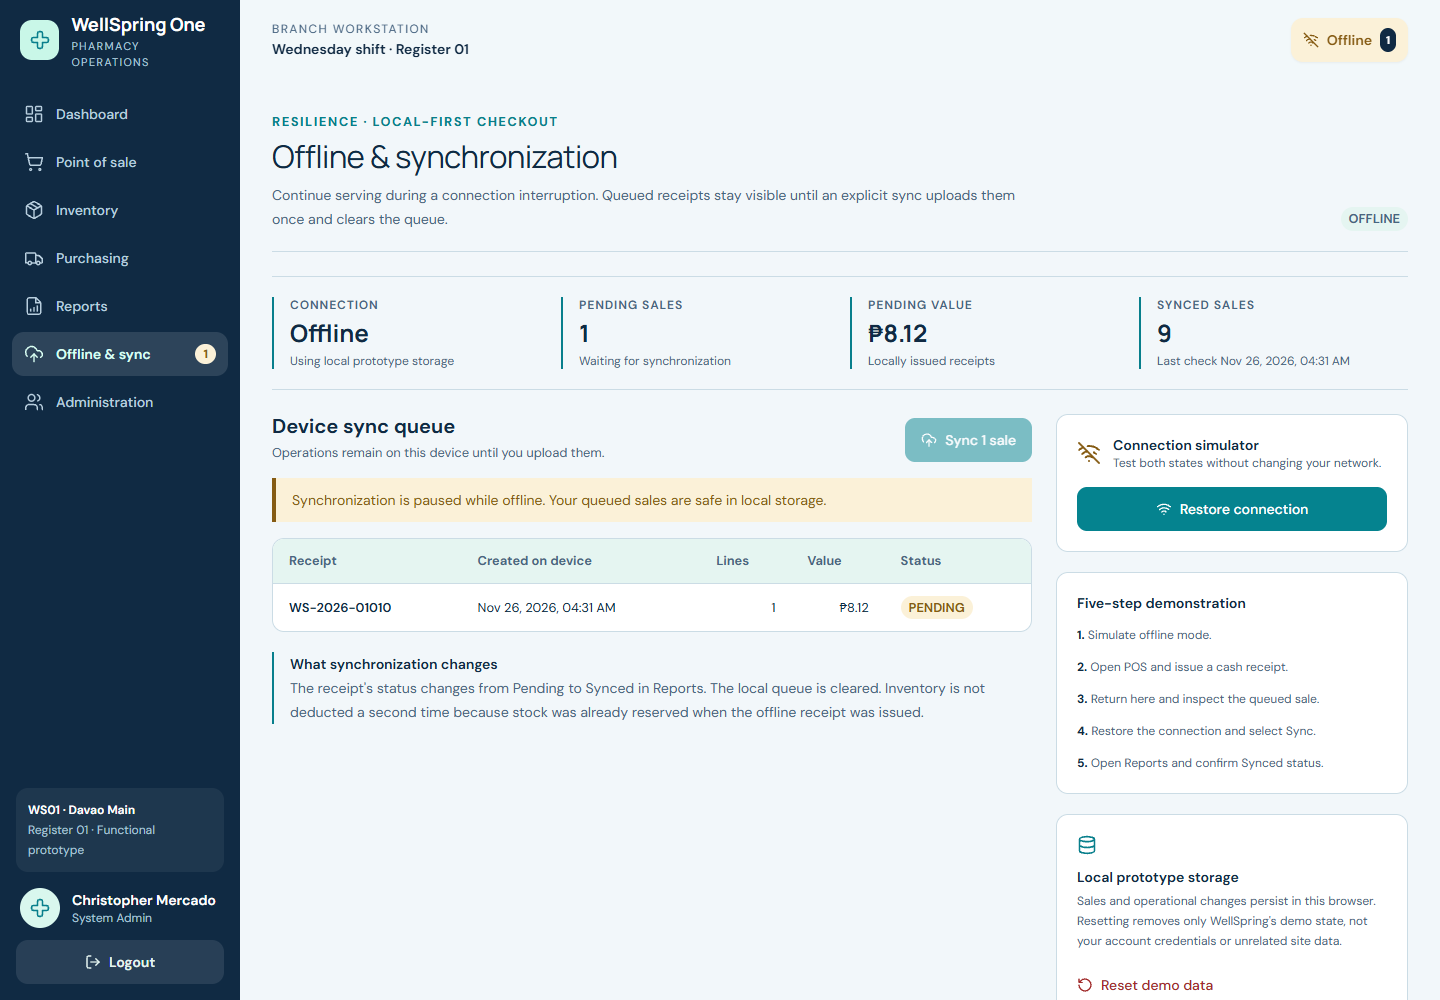 WellSpring One
PHARMACY
OPERATIONS
Dashboard
Point of sale
Inventory
Purchasing
Reports
Offline & sync 1
Administration
WS01 · Davao Main
Register 01 · Functional
prototype
Christopher Mercado
System Admin
Logout
BRANCH WORKSTATION
Wednesday shift · Register 01
Offline 1
RESILIENCE · LOCAL-FIRST CHECKOUT
Offline & synchronization
Continue serving during a connection interruption. Queued receipts stay visible until an explicit sync uploads them
once and clears the queue.
OFFLINE
CONNECTION
Offline
Using local prototype storage
PENDING SALES
1
Waiting for synchronization
PENDING VALUE
₱8.12
Locally issued receipts
SYNCED SALES
9
Last check Nov 26, 2026, 04:31 AM
Device sync queue
Operations remain on this device until you upload them.
Sync 1 sale
Synchronization is paused while offline. Your queued sales are safe in local storage.
Receipt Created on device Lines Value Status
WS-2026-01010 Nov 26, 2026, 04:31 AM 1 ₱8.12 PENDING
What synchronization changes
The receipt's status changes from Pending to Synced in Reports. The local queue is cleared. Inventory is not
deducted a second time because stock was already reserved when the offline receipt was issued.
Connection simulator
Test both states without changing your network.
Restore connection
Five-step demonstration
1. Simulate offline mode.
2. Open POS and issue a cash receipt.
3. Return here and inspect the queued sale.
4. Restore the connection and select Sync.
5. Open Reports and confirm Synced status.
Local prototype storage
Sales and operational changes persist in this browser.
Resetting removes only WellSpring's demo state, not
your account credentials or unrelated site data.
Reset demo data